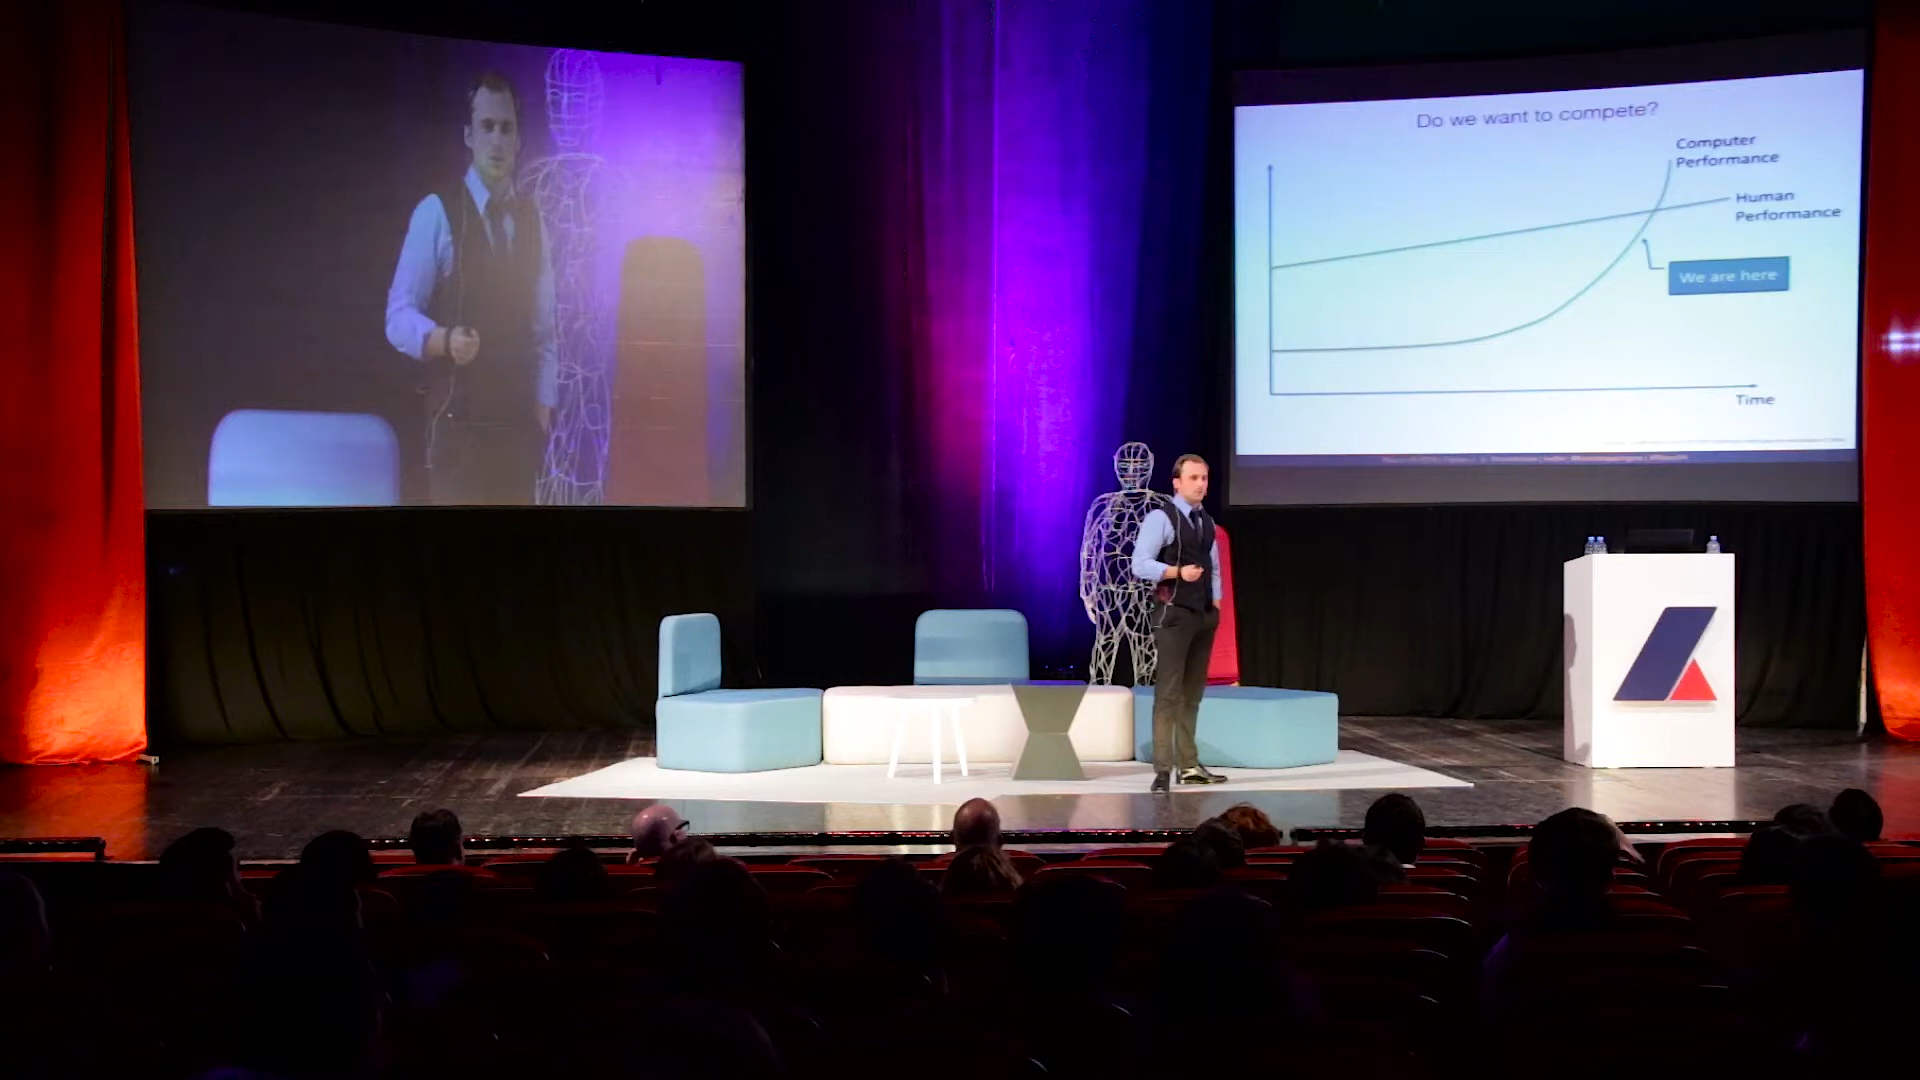 Do we want to compete?
Computer
Performance
Human
Performance
We are here
Time